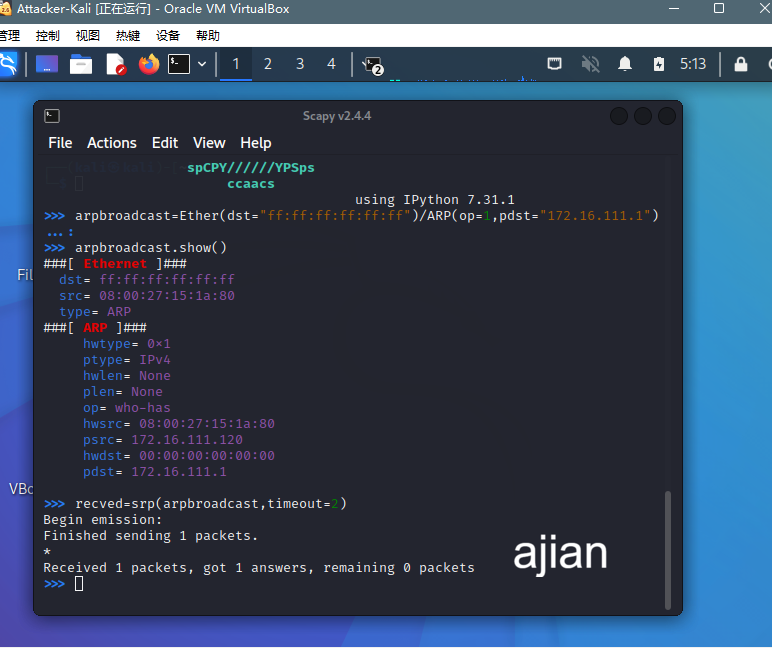 Attacker-Kali [正在运行] - Oracle VM VirtualBox
管理 控制 视图 热键 设备 帮助
1 2 3 4 2 5:13
Scapy v2.4.4
File Actions Edit View Help
spCPY//////YPSps
ccaacs
using IPython 7.31.1
>>> arpbroadcast=Ether(dst="ff:ff:ff:ff:ff:ff")/ARP(op=1,pdst="172.16.111.1")
...:
>>> arpbroadcast.show()
###[ Ethernet ]###
dst= ff:ff:ff:ff:ff:ff
src= 08:00:27:15:1a:80
type= ARP
###[ ARP ]###
hwtype= 0×1
ptype= IPv4
hwlen= None
plen= None
op= who-has
hwsrc= 08:00:27:15:1a:80
psrc= 172.16.111.120
hwdst= 00:00:00:00:00:00
pdst= 172.16.111.1
>>> recved=srp(arpbroadcast,timeout=2)
Begin emission:
Finished sending 1 packets.
*
Received 1 packets, got 1 answers, remaining 0 packets
>>>
ajian
Fil
VBo